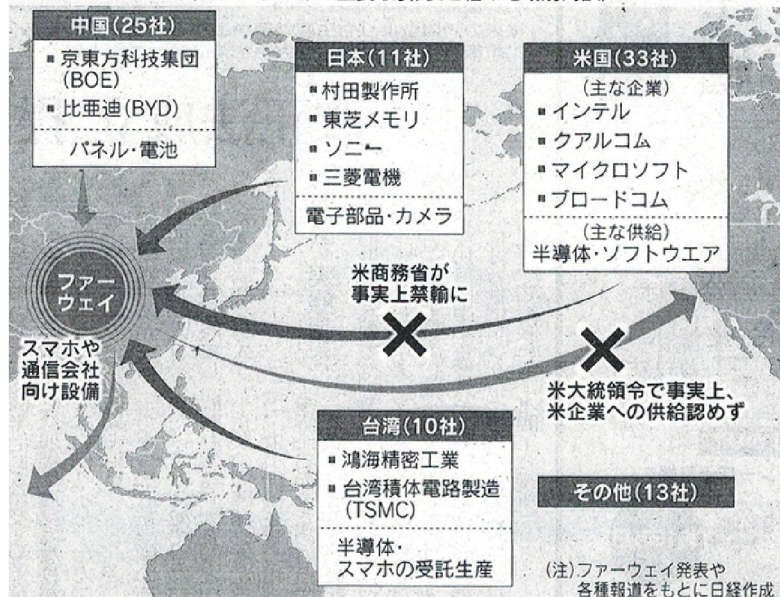 中国(25社)
▪京東方科技集団
(BOE)
▪比亜迪(BYD)
パネル・電池
日本(11社)
▪村田製作所
▪東芝メモリ
▪ソニー
▪三菱電機
電子部品・カメラ
米国(33社)
(主な企業)
▪インテル
▪クアルコム
▪マイクロソフト
▪ブロードコム
(主な供給)
半導体・ソフトウエア
ファー
ウェイ
スマホや
通信会社
向け設備
米商務省が
事実上禁輸に
米大統領令で事実上、
米企業への供給認めず
台湾(10社)
▪鴻海精密工業
▪台湾積体電路製造
(TSMC)
半導体・
スマホの受託生産
その他(13社)
(注)ファーウェイ発表や
各種報道をもとに日経作成